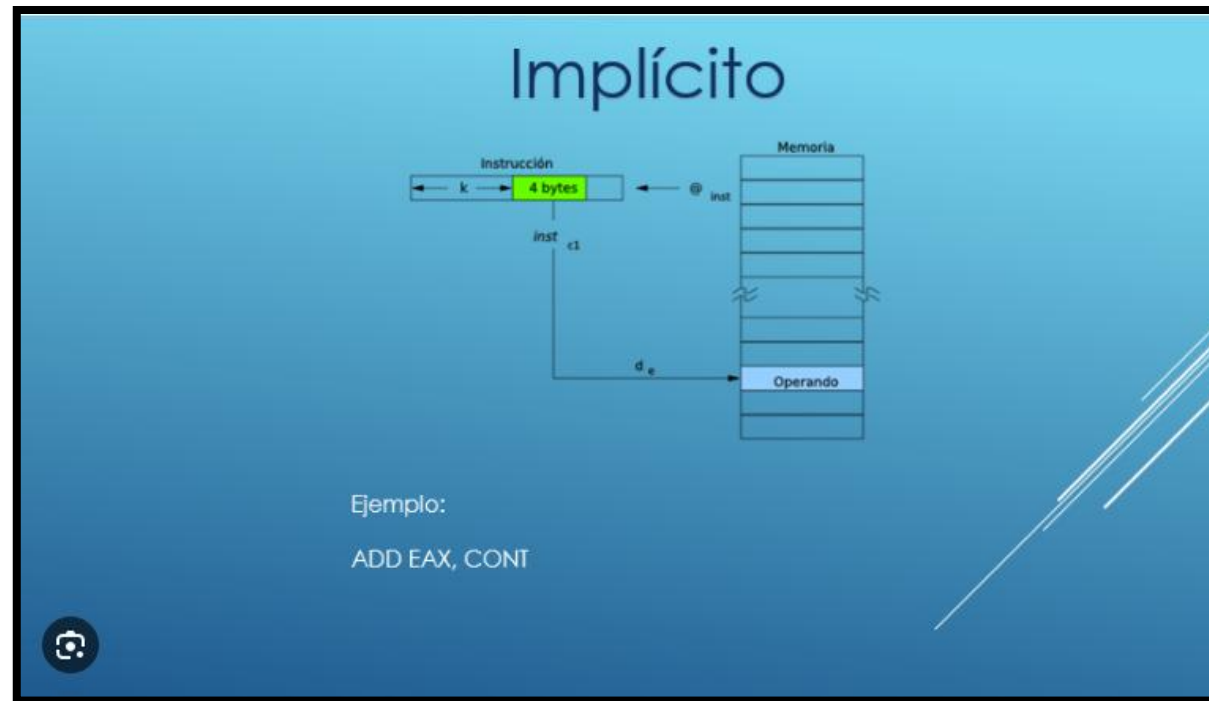 Implícito
Memoria
Instrucción
k
4 bytes
@ inst
inst c1
d e
Operando
Ejemplo:
ADD EAX, CONT